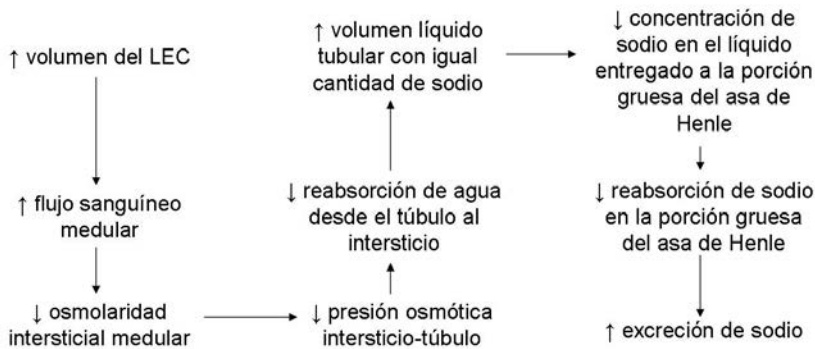 ↑ volumen del LEC
↑ flujo sanguíneo
medular
↓ osmolaridad
intersticial medular
↓ presión osmótica
intersticio-túbulo
↓ reabsorción de agua
desde el túbulo al
intersticio
↑ volumen líquido
tubular con igual
cantidad de sodio
↓ concentración de
sodio en el líquido
entregado a la porción
gruesa del asa de
Henle
↓ reabsorción de sodio
en la porción gruesa
del asa de Henle
↑ excreción de sodio